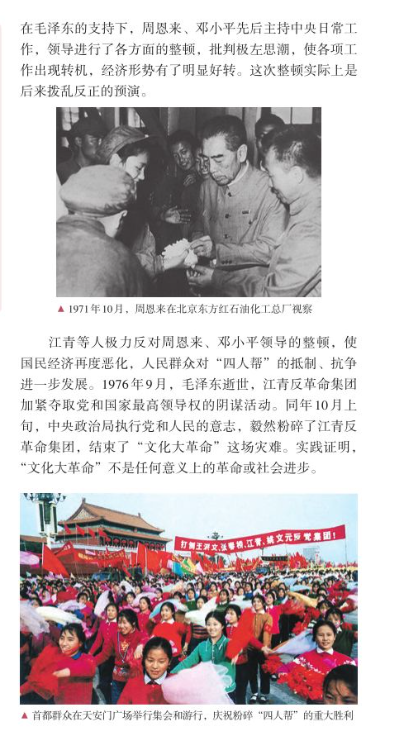 在毛泽东的支持下，周恩来、邓小平先后主持中央日常工
作，领导进行了各方面的整顿，批判极左思潮，使各项工
作出现转机，经济形势有了明显好转。这次整顿实际上是
后来拨乱反正的预演。
▲ 1971年10月，周恩来在北京东方红石油化工总厂视察
江青等人极力反对周恩来、邓小平领导的整顿，使
国民经济再度恶化，人民群众对“四人帮”的抵制、抗争
进一步发展。1976年9月，毛泽东逝世，江青反革命集团
加紧夺取党和国家最高领导权的阴谋活动。同年10月上
旬，中央政治局执行党和人民的意志，毅然粉碎了江青反
革命集团，结束了“文化大革命”这场灾难。实践证明，
“文化大革命”不是任何意义上的革命或社会进步。
打倒王洪文、张春桥、江青、姚文元反党集团！
▲ 首都群众在天安门广场举行集会和游行，庆祝粉碎“四人帮”的重大胜利